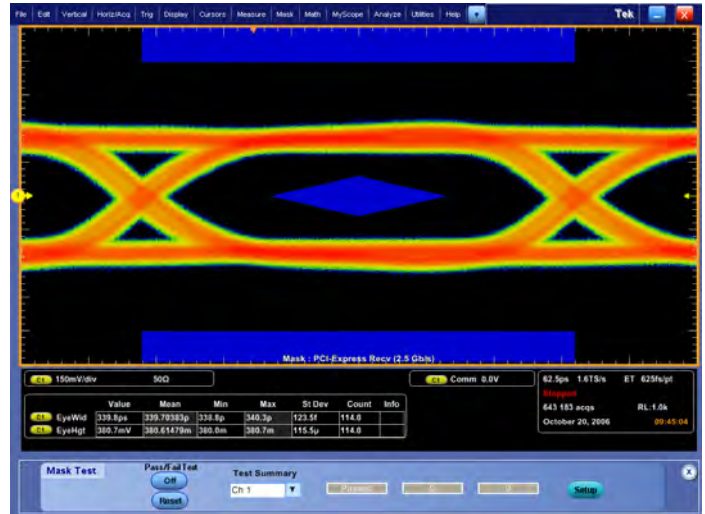 File Edit Vertical Horiz/Acq Trig Display Cursors Measure Mask Math MyScope Analyze Utilities Help Tek X
1
Mask : PCI-Express Recv (2.5 Gb/s)
C1 150mV/div 50Ω C1 Comm 0.0V 62.5ps 1.6TS/s ET 625fs/pt
Stopped
643 183 acqs RL:1.0k
October 20, 2006 09:45:04
Value Mean Min Max St Dev Count Info
C1 EyeWid 339.8ps 339.70383p 338.8p 340.3p 123.5f 114.0
C1 EyeHgt 380.7mV 380.61479m 380.0m 380.7m 115.5µ 114.0
Mask Test Pass/Fail Test Test Summary X
Off
Ch 1
Reset Setup